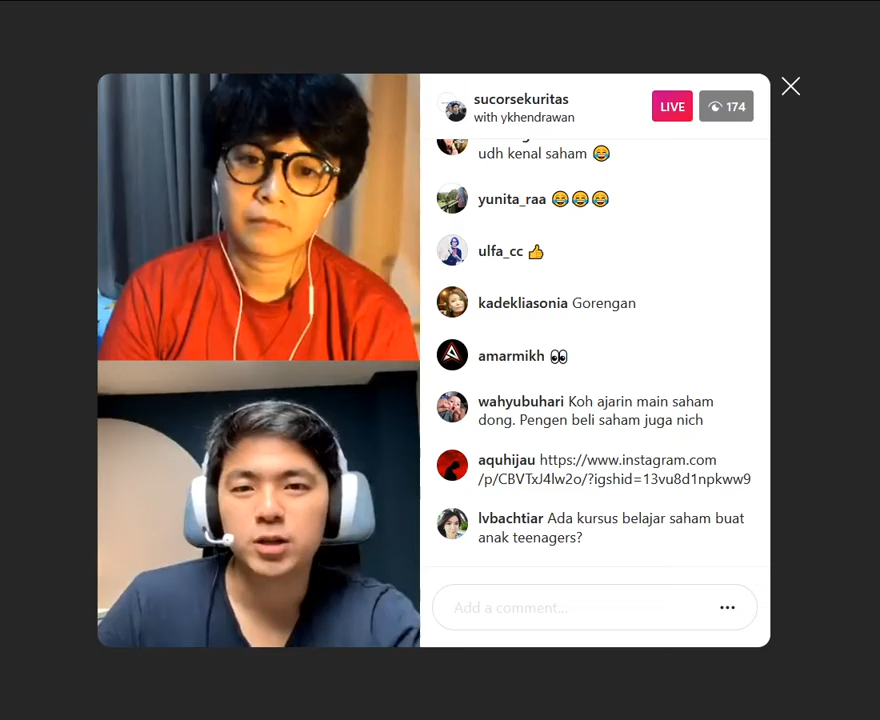 sucorsekuritas
with ykhendrawan
LIVE
174
udh kenal saham 😂
yunita_raa 😂😂😂
ulfa_cc 👍
kadekliasonia Gorengan
amarmikh 👀
wahyubuhari Koh ajarin main saham
dong. Pengen beli saham juga nich
aquhijau https://www.instagram.com
/p/CBVTxJ4lw2o/?igshid=13vu8d1npkww9
lvbachtiar Ada kursus belajar saham buat
anak teenagers?
Add a comment...